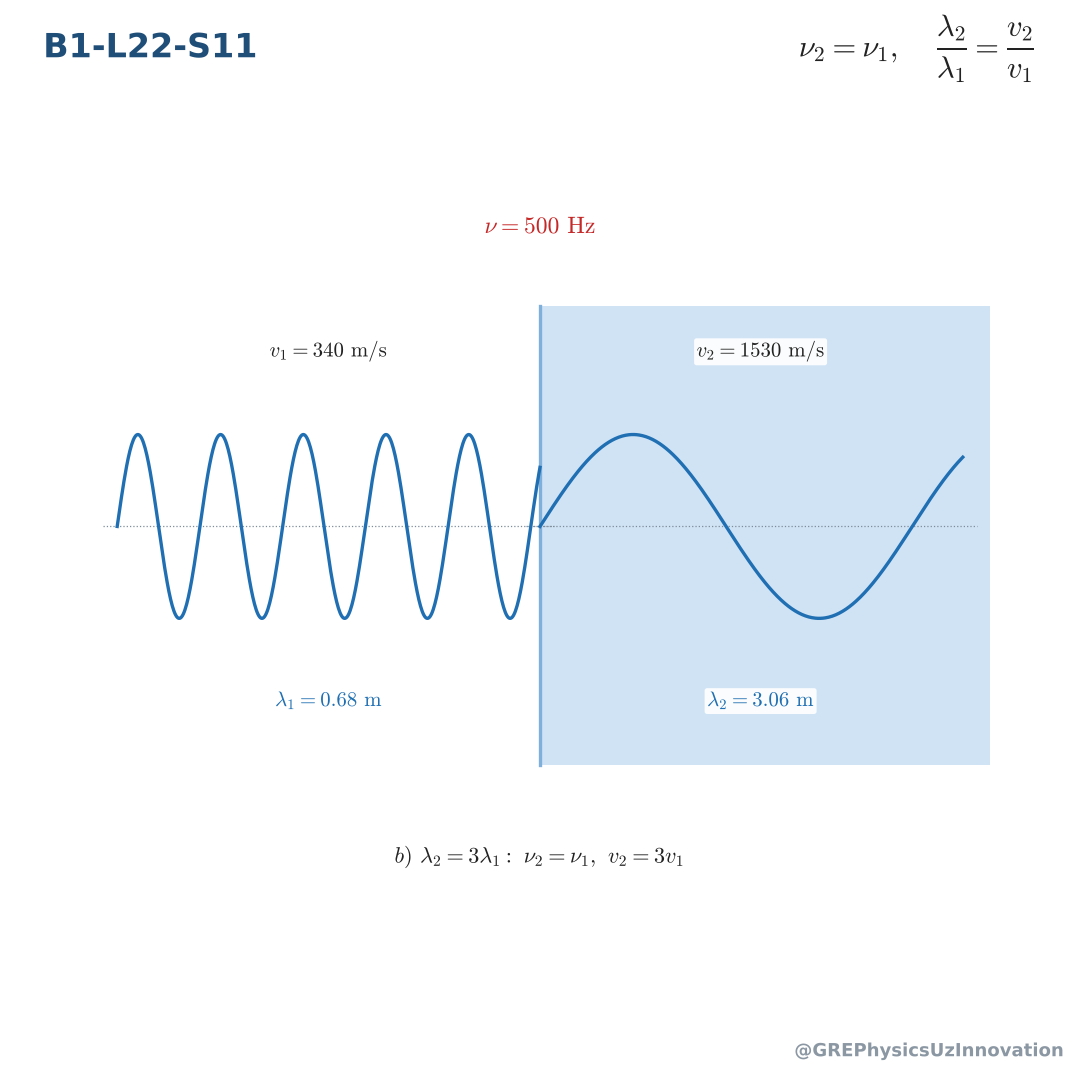 B1-L22-S11
ν₂ = ν₁, λ₂/λ₁ = v₂/v₁
ν = 500 Hz
v₁ = 340 m/s
v₂ = 1530 m/s
λ₁ = 0.68 m
λ₂ = 3.06 m
b) λ₂ = 3λ₁ : ν₂ = ν₁, v₂ = 3v₁
@GREPhysicsUzInnovation